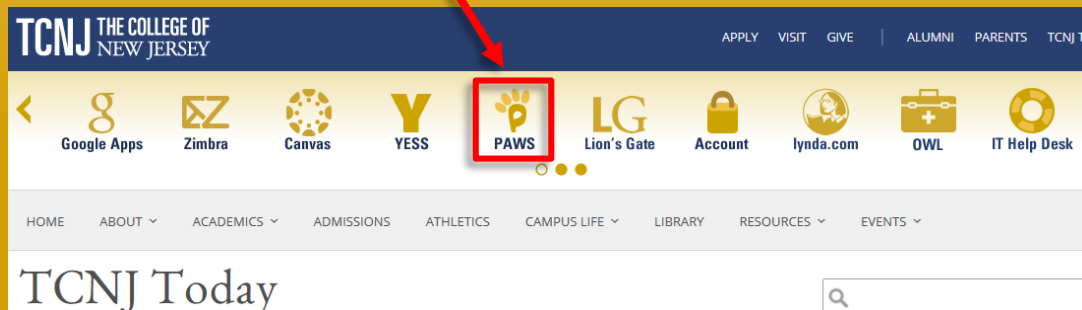 TCNJ THE COLLEGE OF
NEW JERSEY
APPLY VISIT GIVE ALUMNI PARENTS TCNJ
Google Apps Zimbra Canvas YESS PAWS Lion's Gate Account lynda.com OWL IT Help Desk
HOME ABOUT ACADEMICS ADMISSIONS ATHLETICS CAMPUS LIFE LIBRARY RESOURCES EVENTS
TCNJ Today